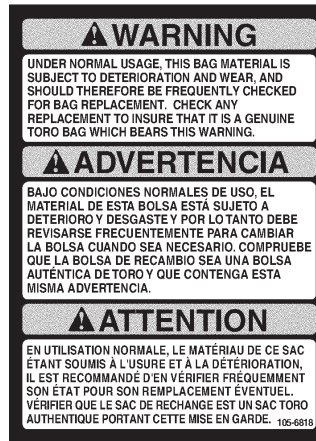 WARNING
UNDER NORMAL USAGE, THIS BAG MATERIAL IS
SUBJECT TO DETERIORATION AND WEAR, AND
SHOULD THEREFORE BE FREQUENTLY CHECKED
FOR BAG REPLACEMENT. CHECK ANY
REPLACEMENT TO INSURE THAT IT IS A GENUINE
TORO BAG WHICH BEARS THIS WARNING.
ADVERTENCIA
BAJO CONDICIONES NORMALES DE USO, EL
MATERIAL DE ESTA BOLSA ESTÁ SUJETO A
DETERIORO Y DESGASTE Y POR LO TANTO DEBE
REVISARSE FRECUENTEMENTE PARA CAMBIAR
LA BOLSA CUANDO SEA NECESARIO. COMPRUEBE
QUE LA BOLSA DE RECAMBIO SEA UNA BOLSA
AUTÉNTICA DE TORO Y QUE CONTENGA ESTA
MISMA ADVERTENCIA.
ATTENTION
EN UTILISATION NORMALE, LE MATÉRIAU DE CE SAC
ÉTANT SOUMIS À L'USURE ET À LA DÉTÉRIORATION,
IL EST RECOMMANDÉ D'EN VÉRIFIER FRÉQUEMMENT
SON ÉTAT POUR SON REMPLACEMENT ÉVENTUEL.
VÉRIFIER QUE LE SAC DE RECHANGE EST UN SAC TORO
AUTHENTIQUE PORTANT CETTE MISE EN GARDE. 105-6818